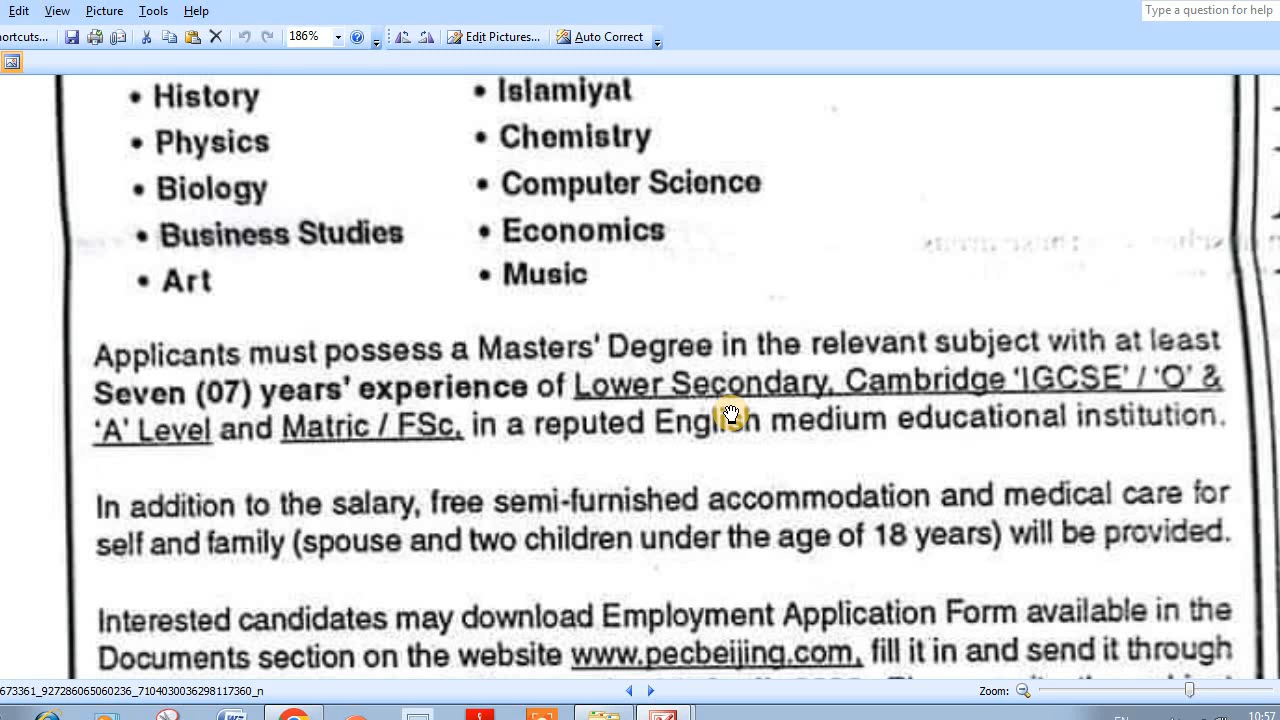 Edit View Picture Tools Help
Type a question for help
ortcuts...
186%
Edit Pictures...
Auto Correct
• History
• Islamiyat
• Physics
• Chemistry
• Biology
• Computer Science
• Business Studies
• Economics
• Art
• Music
Applicants must possess a Masters' Degree in the relevant subject with at least
Seven (07) years' experience of Lower Secondary, Cambridge 'IGCSE' / 'O' &
'A' Level and Matric / FSc, in a reputed English medium educational institution.
In addition to the salary, free semi-furnished accommodation and medical care for
self and family (spouse and two children under the age of 18 years) will be provided.
Interested candidates may download Employment Application Form available in the
Documents section on the website www.pecbeijing.com, fill it in and send it through
673361_927386065060236_7104030036298117360_n
Zoom:
EN
10:57